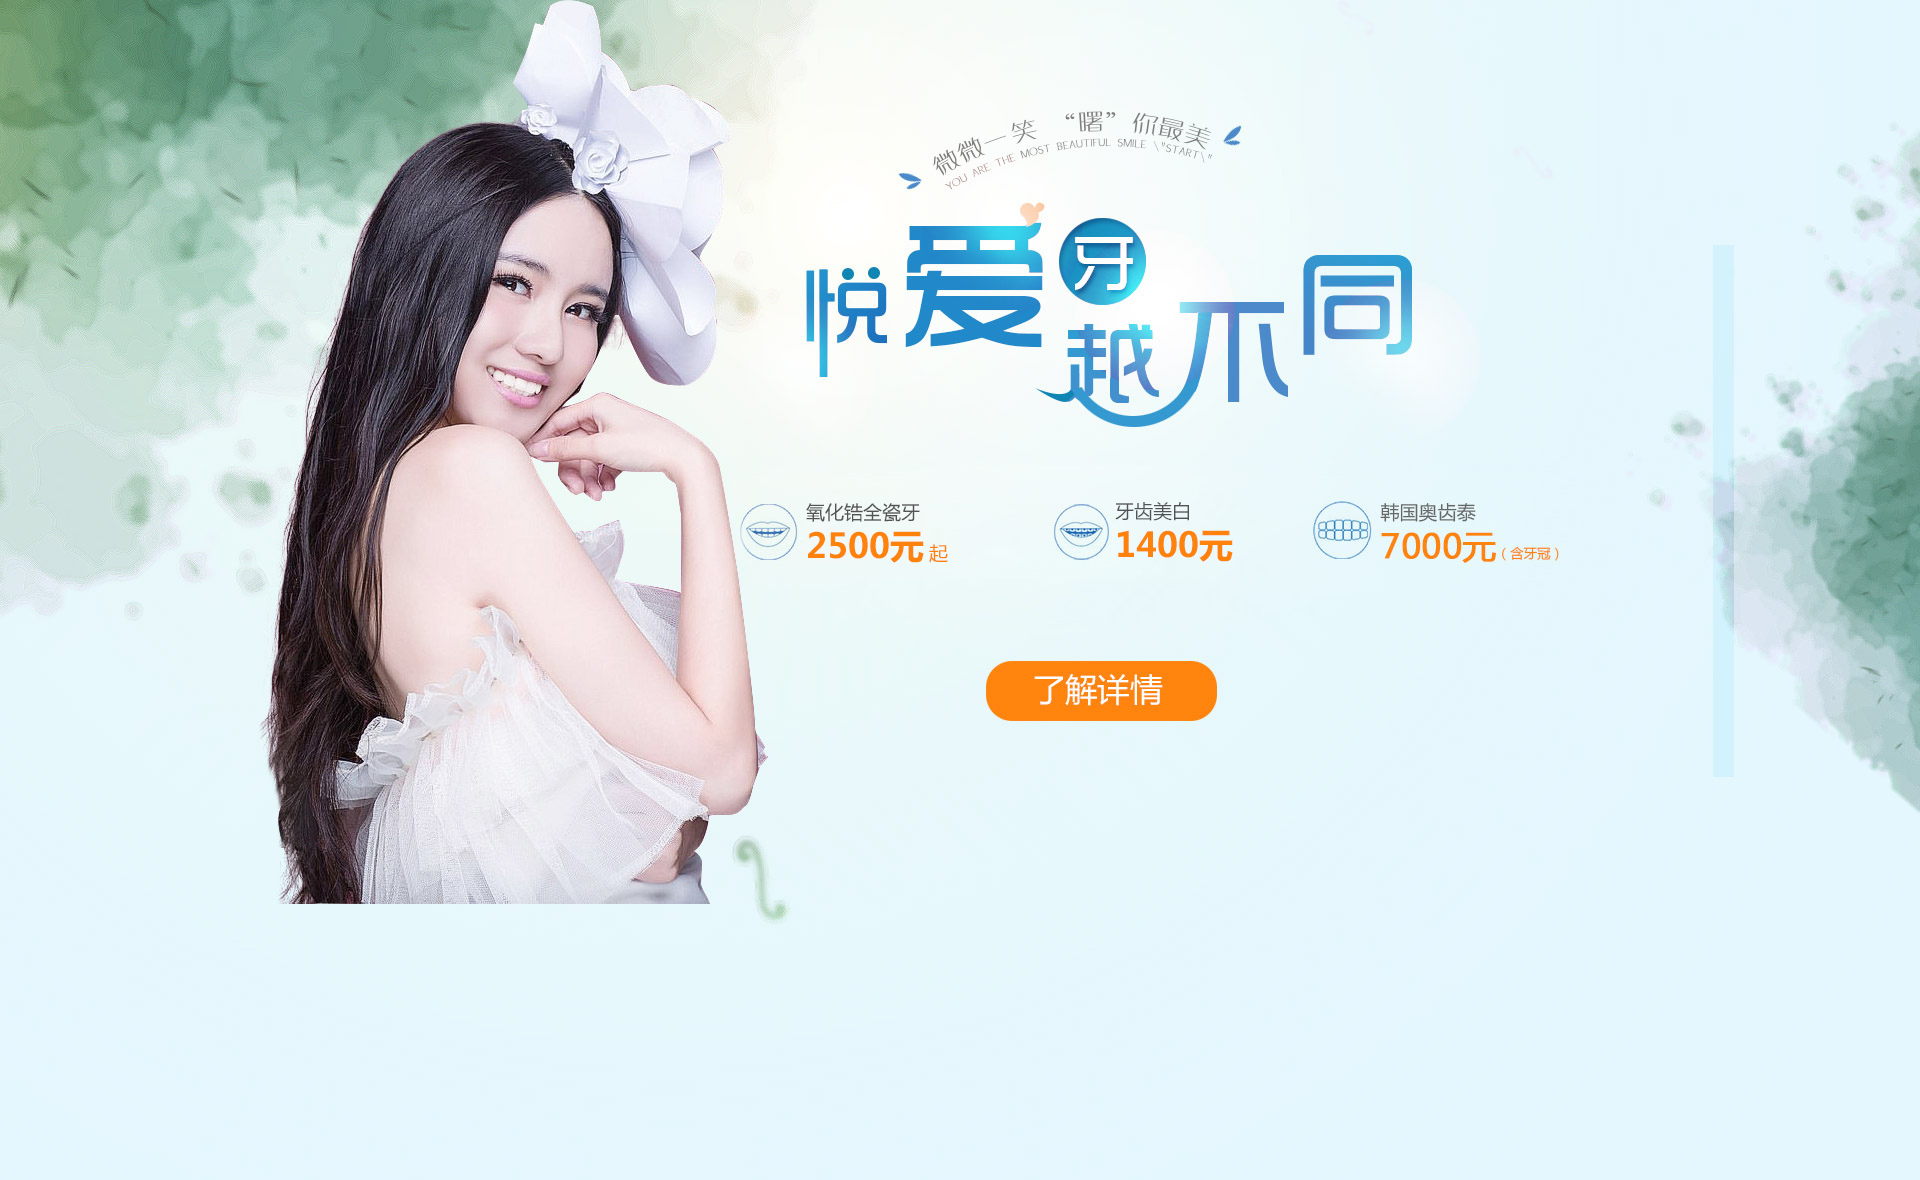 微微一笑 “曙” 你最美
YOU ARE THE MOST BEAUTIFUL SMILE \"START\"
悦爱牙越不同
氧化锆全瓷牙
2500元 起
牙齿美白
1400元
韩国奥齿泰
7000元（含牙冠）
了解详情